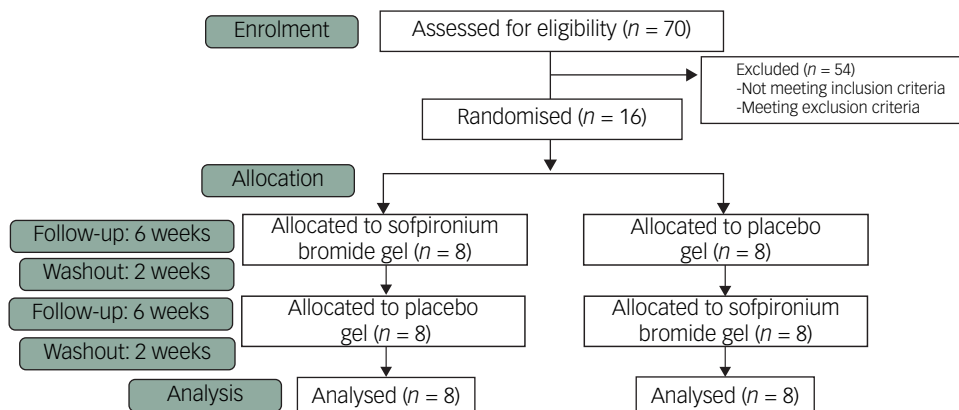 Enrolment
Assessed for eligibility (n = 70)
Excluded (n = 54)
-Not meeting inclusion criteria
-Meeting exclusion criteria
Randomised (n = 16)
Allocation
Follow-up: 6 weeks
Allocated to sofpironium
bromide gel (n = 8)
Allocated to placebo
gel (n = 8)
Washout: 2 weeks
Follow-up: 6 weeks
Allocated to placebo
gel (n = 8)
Allocated to sofpironium
bromide gel (n = 8)
Washout: 2 weeks
Analysis
Analysed (n = 8)
Analysed (n = 8)